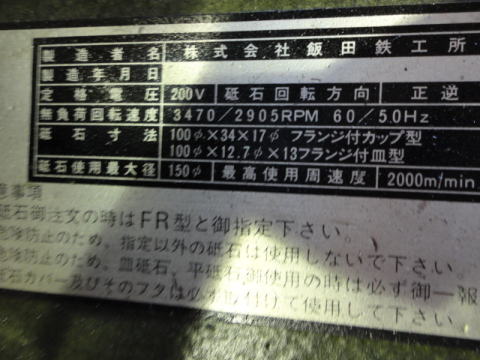 製造者名 株式会社飯田鉄工所
製造年月日
定格電圧 200V 砥石回転方向 正逆
無負荷回転速度 3470/2905RPM 60/50Hz
砥石寸法 100φ×34×17φ フランジ付カップ型
100φ×12.7φ×13フランジ付皿型
砥石使用最大径 150φ 最高使用周速度 2000m/min
意事項
砥石御注文の時はFR型と御指定下さい。
危険防止のため、指定以外の砥石は使用しないで下さい。
危険防止のため、皿砥石、平砥石御使用の時は必ず御一報
砥石カバー及びそのフタは必ず取付けて使用して下さい。